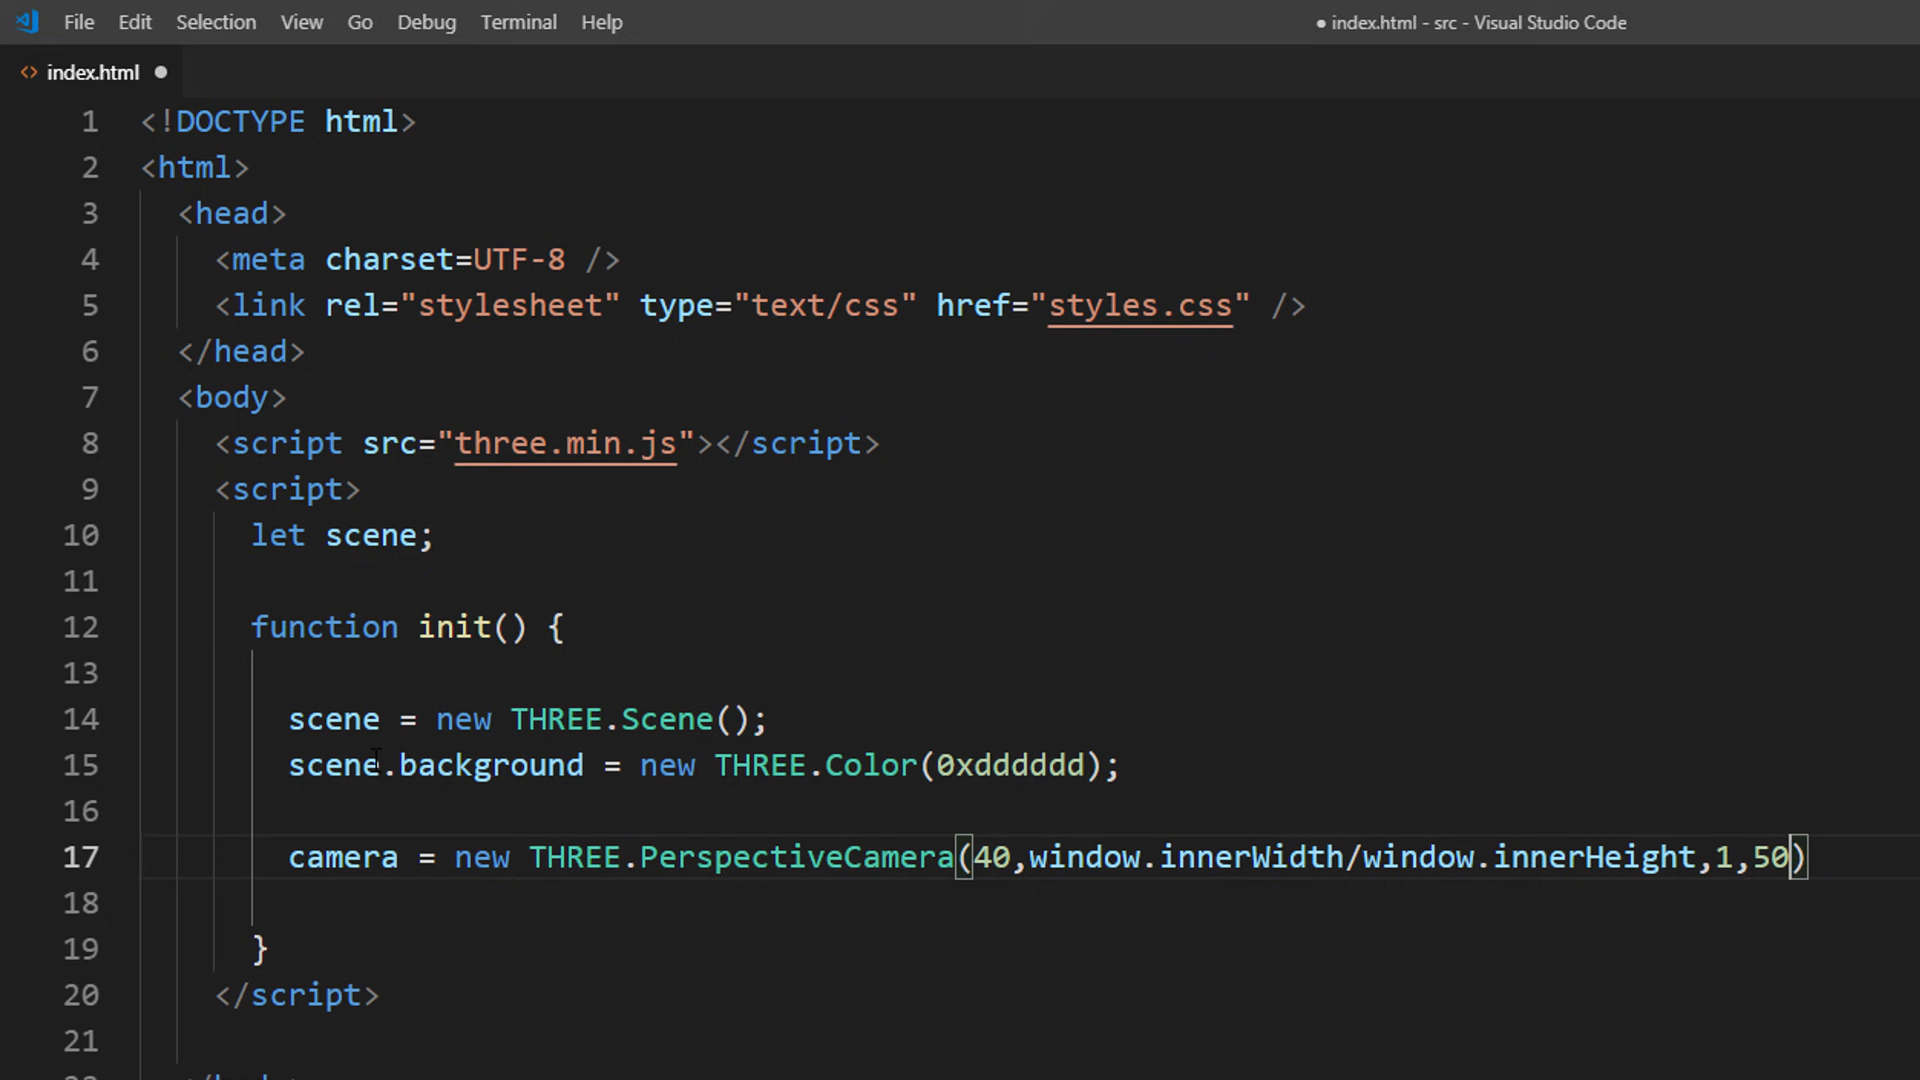 File Edit Selection View Go Debug Terminal Help
● index.html - src - Visual Studio Code
<> index.html ●
1 <!DOCTYPE html>
2 <html>
3 <head>
4 <meta charset=UTF-8 />
5 <link rel="stylesheet" type="text/css" href="styles.css" />
6 </head>
7 <body>
8 <script src="three.min.js"></script>
9 <script>
10 let scene;
11
12 function init() {
13
14 scene = new THREE.Scene();
15 scene.background = new THREE.Color(0xdddddd);
16
17 camera = new THREE.PerspectiveCamera(40,window.innerWidth/window.innerHeight,1,50)
18
19 }
20 </script>
21